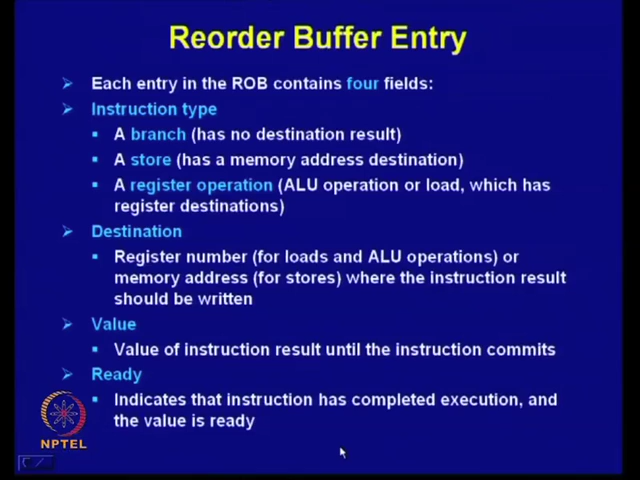 Reorder Buffer Entry
Each entry in the ROB contains four fields:
Instruction type
A branch (has no destination result)
A store (has a memory address destination)
A register operation (ALU operation or load, which has
register destinations)
Destination
Register number (for loads and ALU operations) or
memory address (for stores) where the instruction result
should be written
Value
Value of instruction result until the instruction commits
Ready
Indicates that instruction has completed execution, and
the value is ready
NPTEL